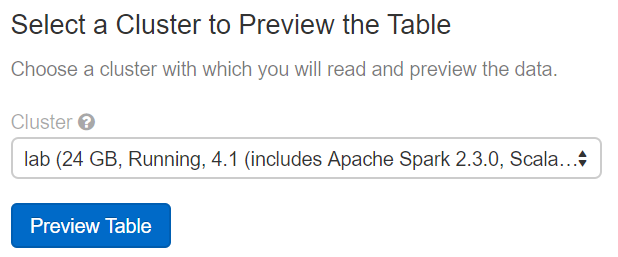 Select a Cluster to Preview the Table
Choose a cluster with which you will read and preview the data.
Cluster ?
lab (24 GB, Running, 4.1 (includes Apache Spark 2.3.0, Scala...
Preview Table